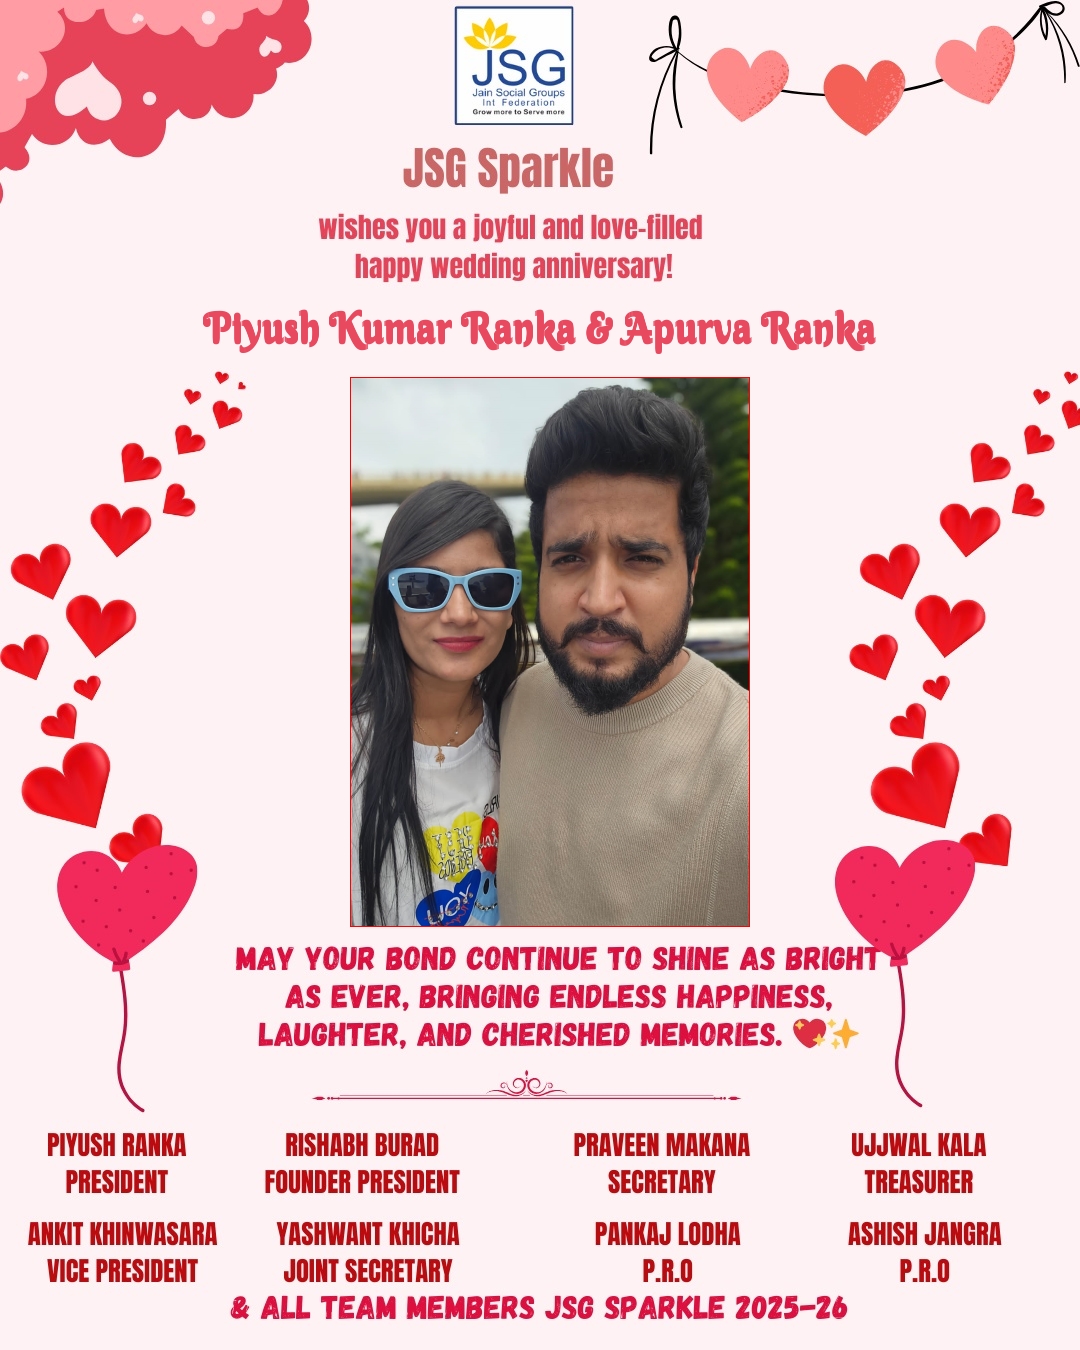 JSG
Jain Social Groups
Int Federation
Grow more to Serve more
JSG Sparkle
wishes you a joyful and love-filled
happy wedding anniversary!
Piyush Kumar Ranka & Apurva Ranka
YOU
MAY YOUR BOND CONTINUE TO SHINE AS BRIGHT
AS EVER, BRINGING ENDLESS HAPPINESS,
LAUGHTER, AND CHERISHED MEMORIES. 💖✨
PIYUSH RANKA RISHABH BURAD PRAVEEN MAKANA UJJWAL KALA
PRESIDENT FOUNDER PRESIDENT SECRETARY TREASURER
ANKIT KHINWASARA YASHWANT KHICHA PANKAJ LODHA ASHISH JANGRA
VICE PRESIDENT JOINT SECRETARY P.R.O P.R.O
& ALL TEAM MEMBERS JSG SPARKLE 2025-26